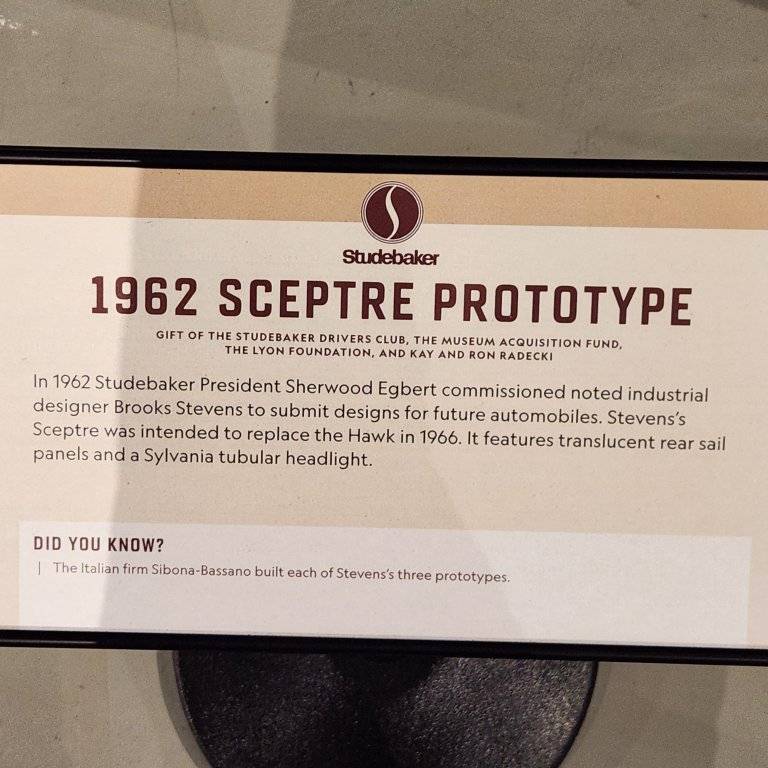 Studebaker
1962 SCEPTRE PROTOTYPE
GIFT OF THE STUDEBAKER DRIVERS CLUB, THE MUSEUM ACQUISITION FUND,
THE LYON FOUNDATION, AND KAY AND RON RADECKI
In 1962 Studebaker President Sherwood Egbert commissioned noted industrial
designer Brooks Stevens to submit designs for future automobiles. Stevens's
Sceptre was intended to replace the Hawk in 1966. It features translucent rear sail
panels and a Sylvania tubular headlight.
DID YOU KNOW?
| The Italian firm Sibona-Bassano built each of Stevens's three prototypes.